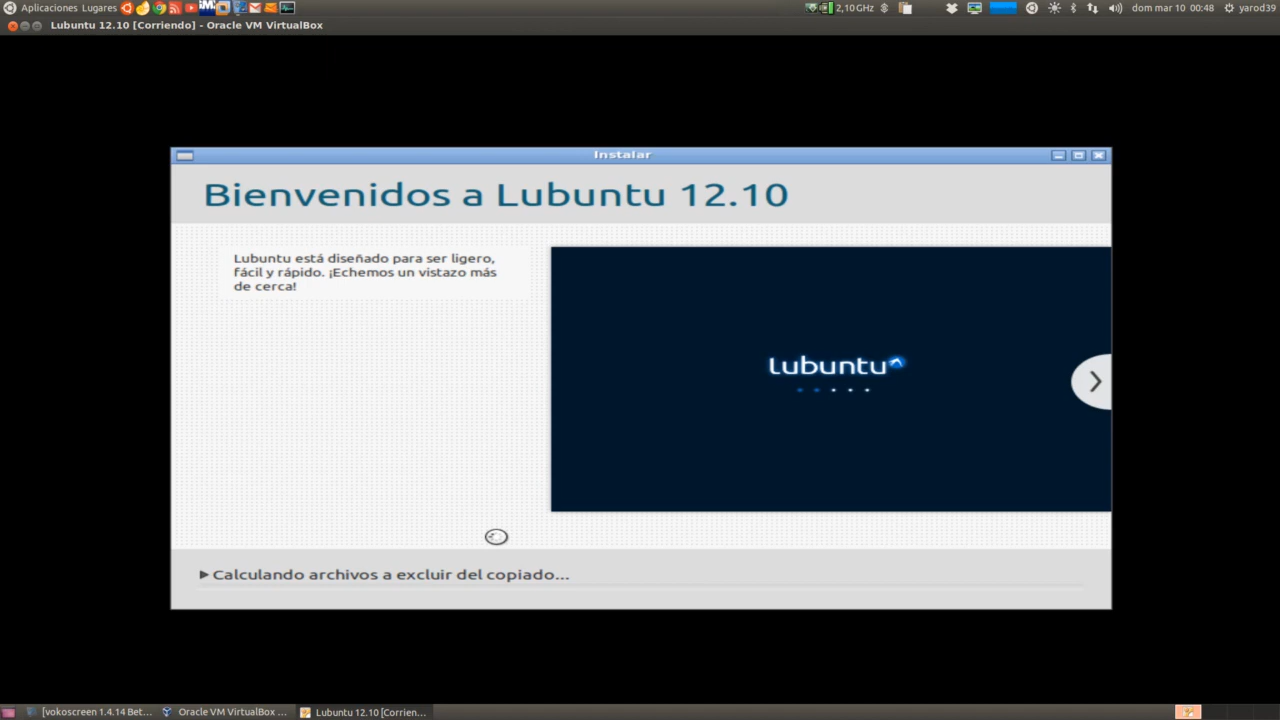 Aplicaciones Lugares
2,10GHz
dom mar 10 00:48
yarod39
Lubuntu 12.10 [Corriendo] - Oracle VM VirtualBox
Instalar
Bienvenidos a Lubuntu 12.10
Lubuntu está diseñado para ser ligero,
fácil y rápido. ¡Echemos un vistazo más
de cerca!
Lubuntu
Calculando archivos a excluir del copiado...
[vokoscreen 1.4.14 Bet...
Oracle VM VirtualBox ...
Lubuntu 12.10 [Corrien...